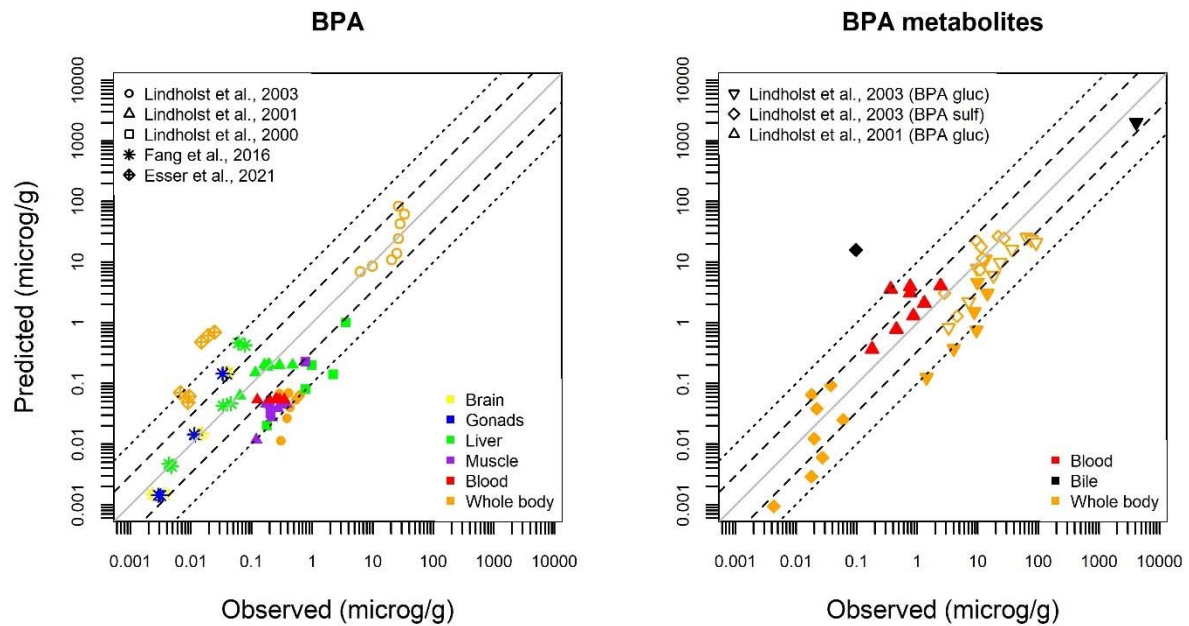 BPA
BPA metabolites
Predicted (microg/g)
10000
1000
100
10
1
0.1
0.01
0.001
Lindholst et al., 2003
Lindholst et al., 2001
Lindholst et al., 2000
Fang et al., 2016
Esser et al., 2021
Brain
Gonads
Liver
Muscle
Blood
Whole body
0.001 0.01 0.1 1 10 100 1000 10000
Observed (microg/g)
10000
1000
100
10
1
0.1
0.01
0.001
Lindholst et al., 2003 (BPA gluc)
Lindholst et al., 2003 (BPA sulf)
Lindholst et al., 2001 (BPA gluc)
Blood
Bile
Whole body
0.001 0.01 0.1 1 10 100 1000 10000
Observed (microg/g)